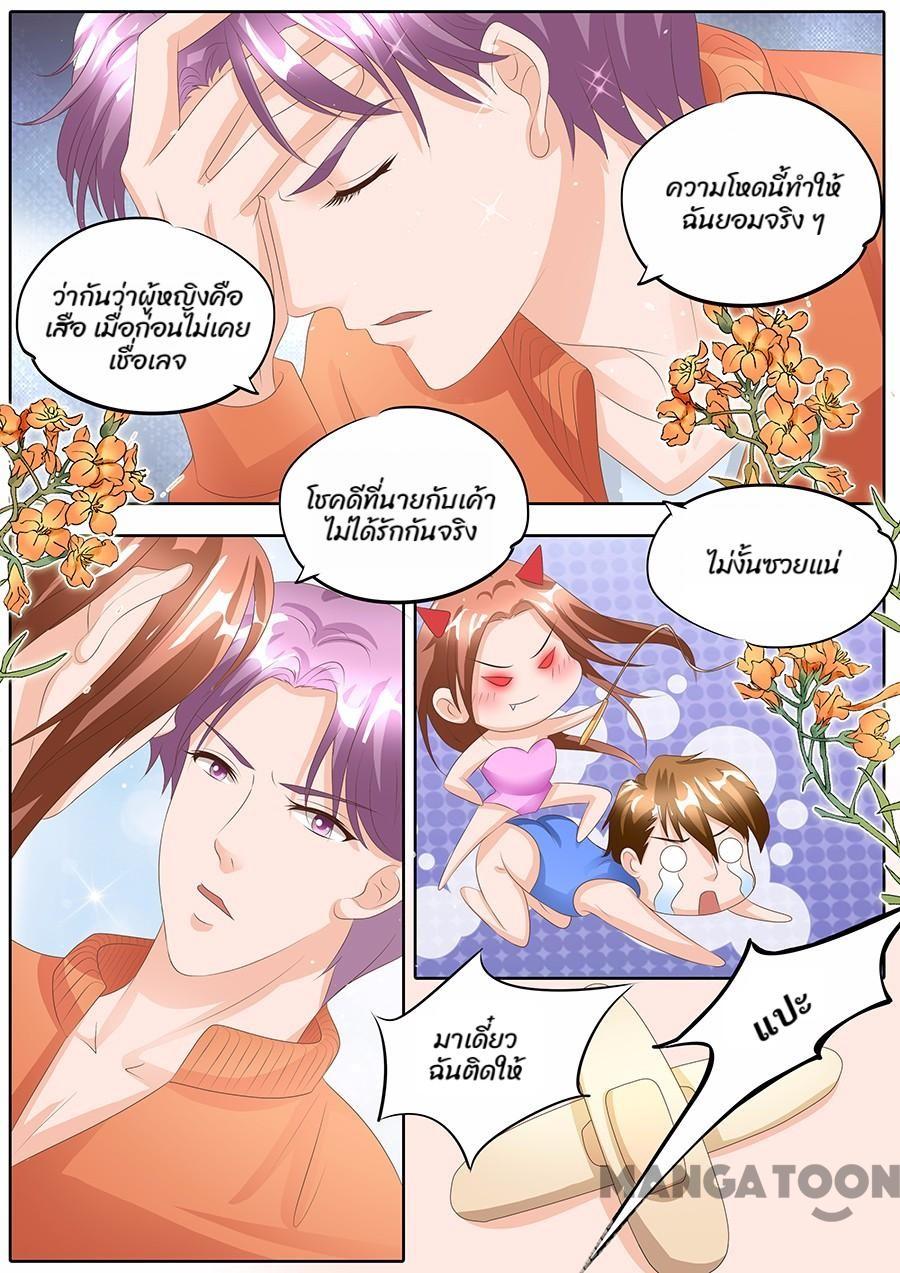 ความโหดนี้ทำให้
ฉันยอมจริง ๆ
ว่ากันว่าผู้หญิงคือ
เสือ เมื่อก่อนไม่เคย
เชื่อเลจ
โชคดีที่นายกับเค้า
ไม่ได้รักกันจริง
ไม่งั้นซวยแน่
มาเดี๋ยว
ฉันติดให้
แปะ
MANGATOON